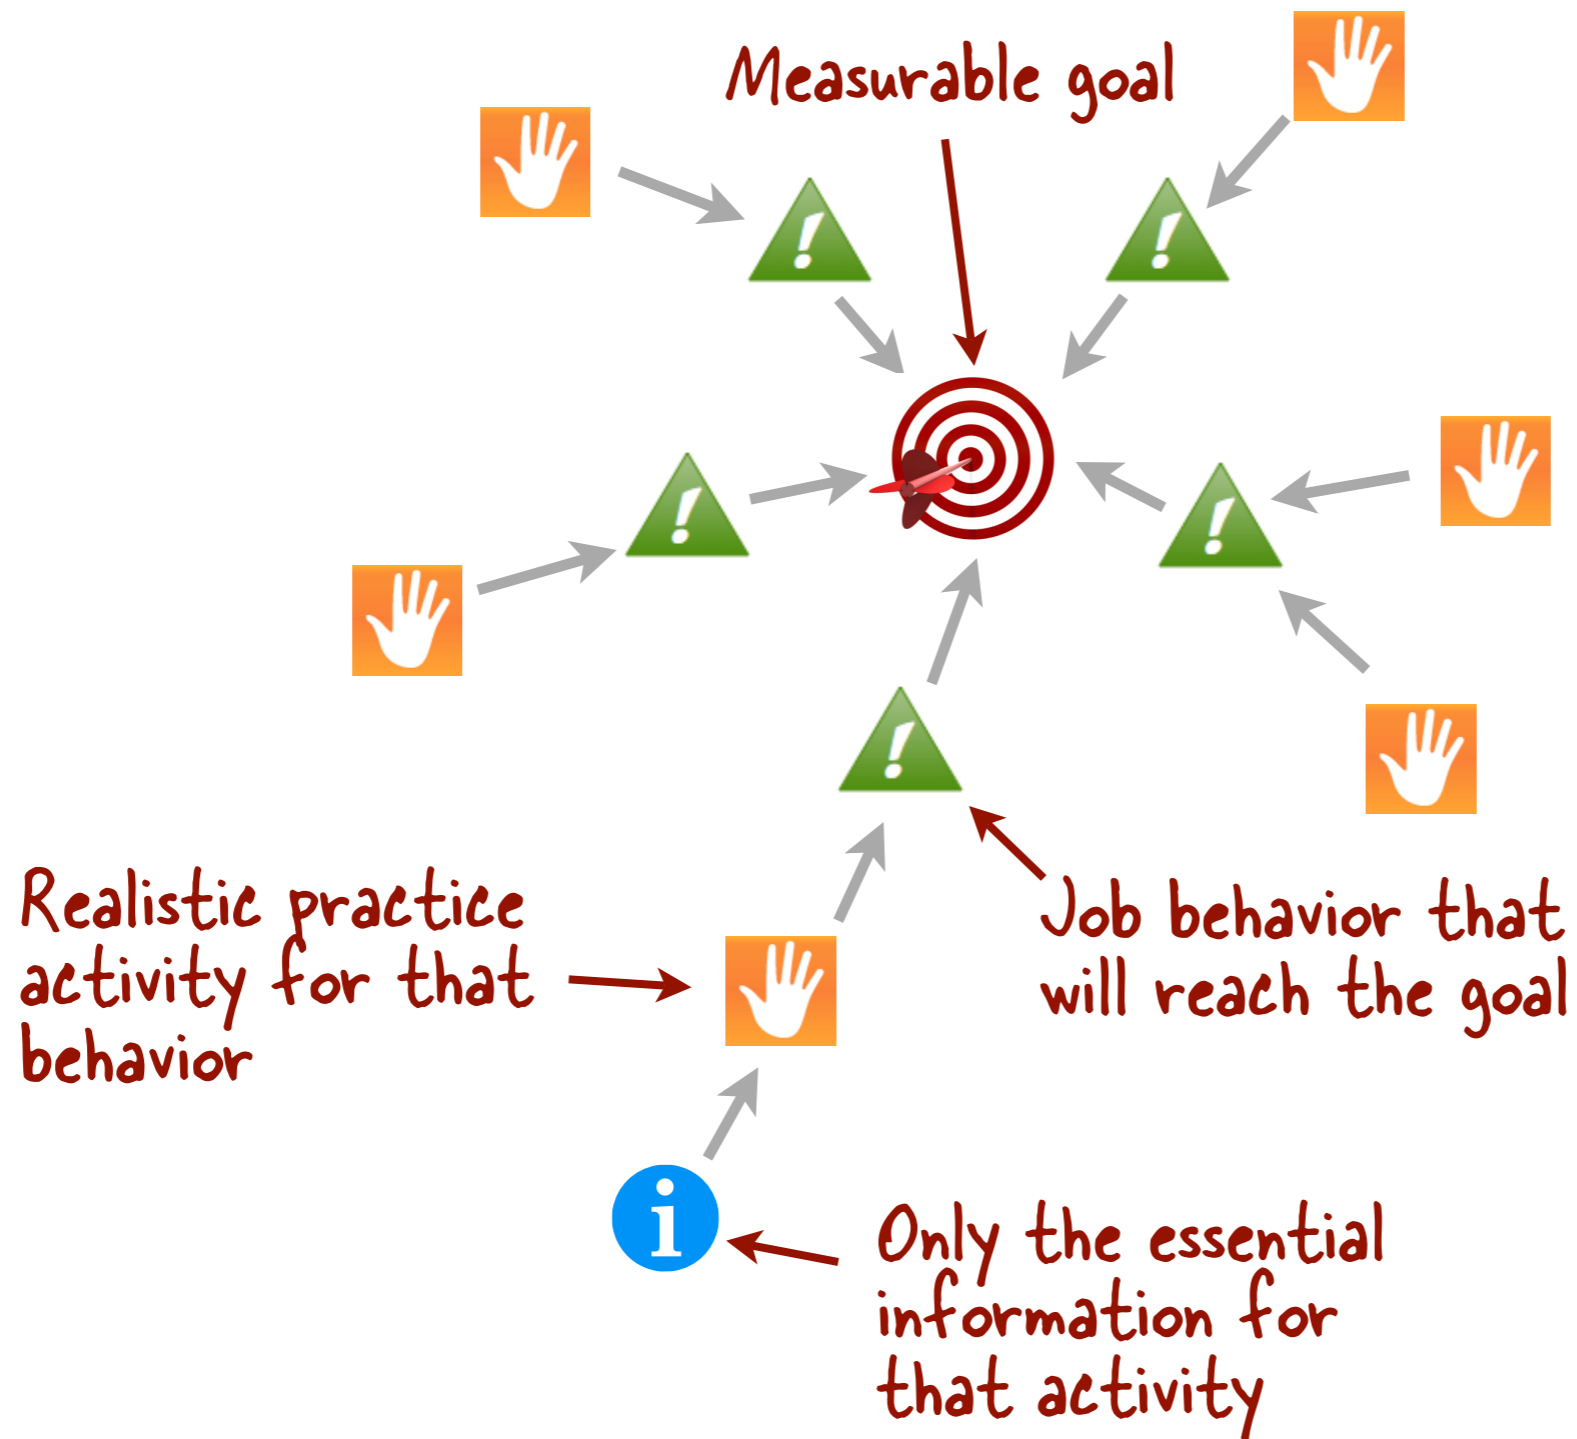 Measurable goal
!
!
!
!
!
Realistic practice
activity for that
behavior
Job behavior that
will reach the goal
i
Only the essential
information for
that activity